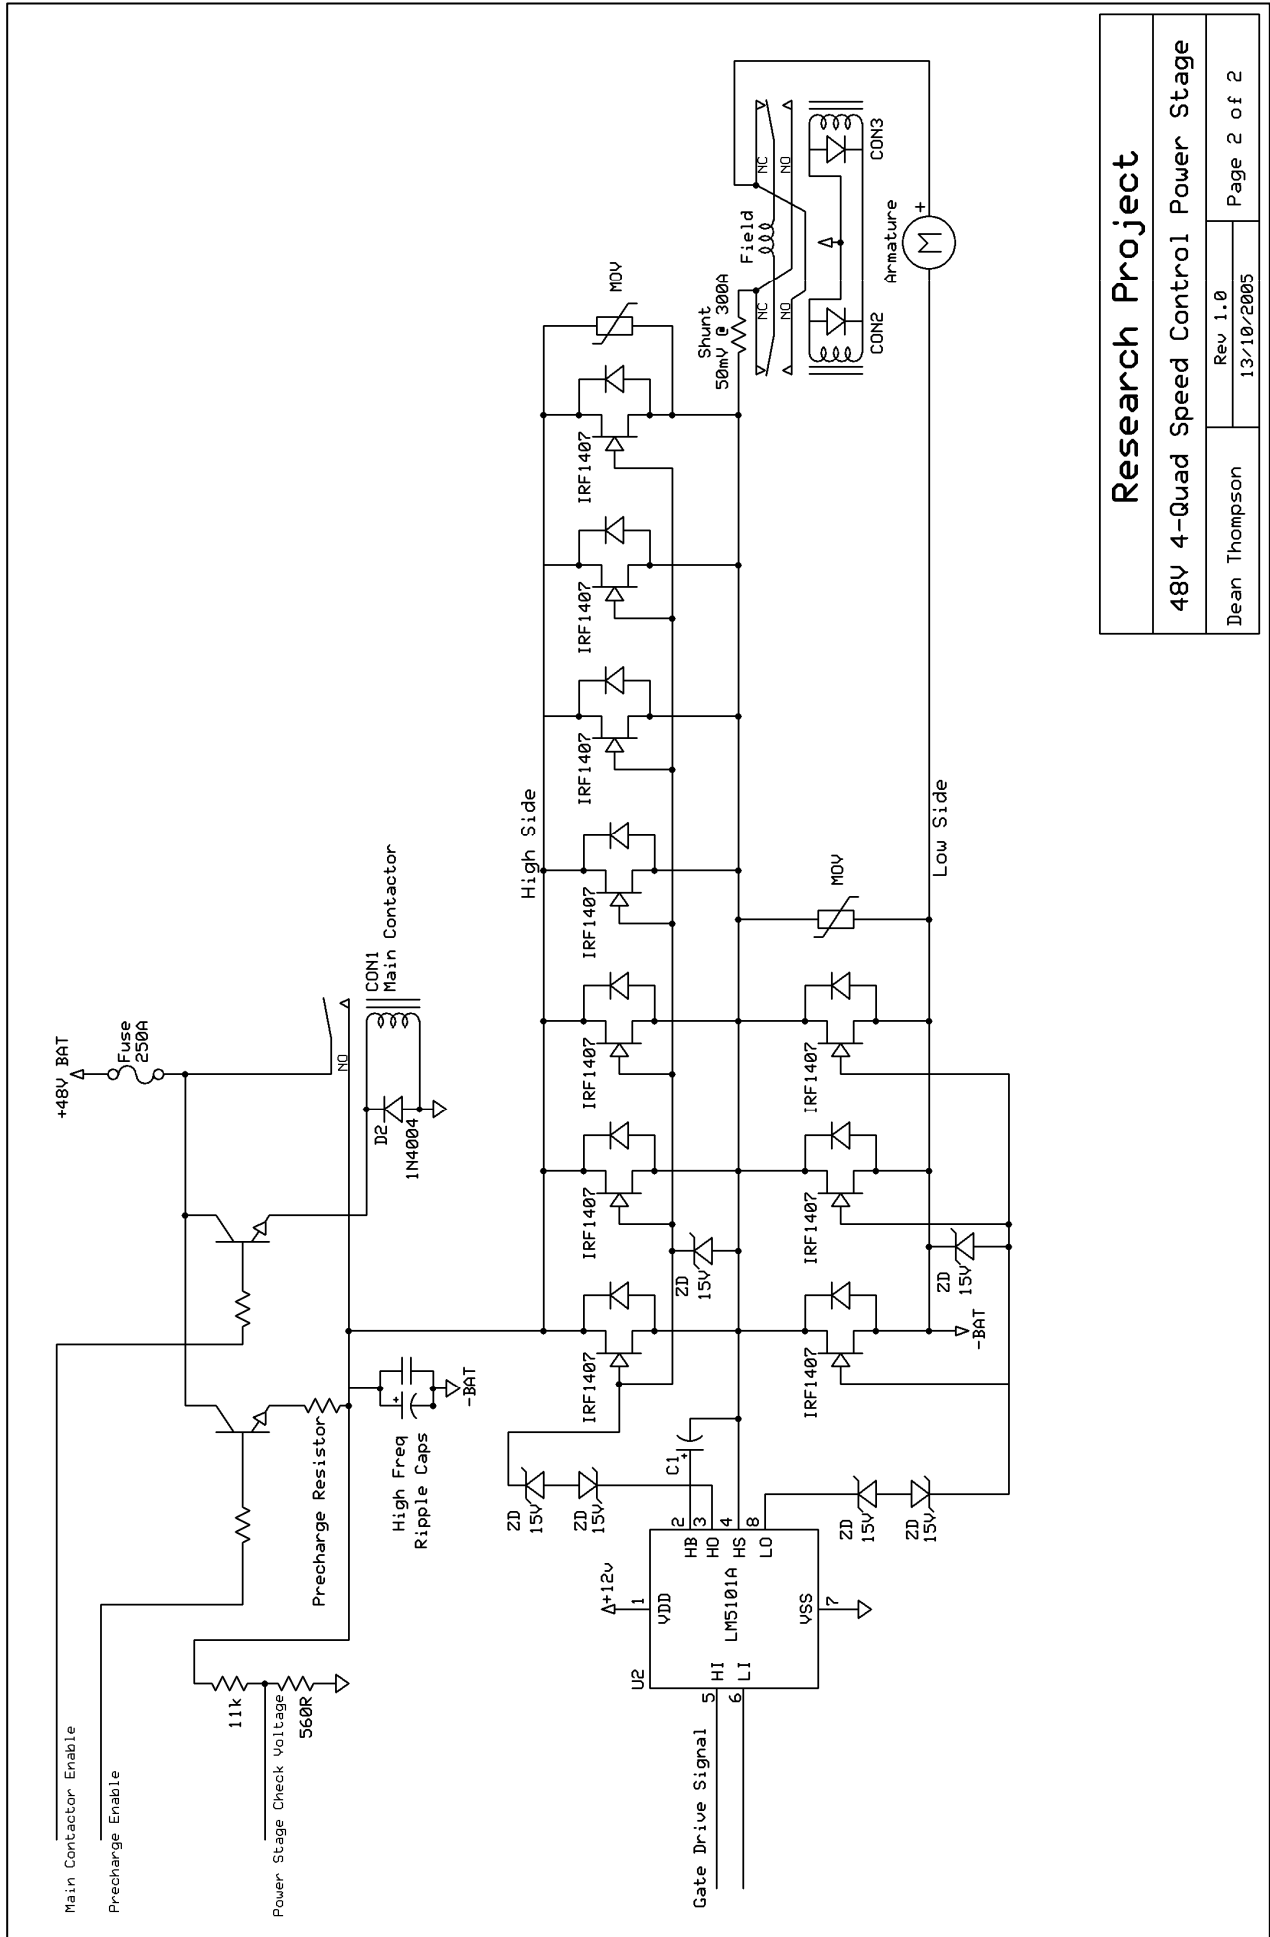 Main Contactor Enable
Precharge Enable
Power Stage Check Voltage
11k
560R
Precharge Resistor
+48V BAT
Fuse
250A
NO
CON1
Main Contactor
D2
1N4004
High Freq
Ripple Caps
+
-BAT
High Side
IRF1407
IRF1407
IRF1407
IRF1407
IRF1407
IRF1407
IRF1407
MOV
ZD
15V
ZD
15V
ZD
15V
C1
+
Gate Drive Signal
U2
+12v
1
VDD
5
HI
6
LI
LM5101A
HB
2
HO
3
HS
4
LO
8
VSS
7
ZD
15V
ZD
15V
IRF1407
IRF1407
IRF1407
ZD
15V
-BAT
MOV
Low Side
Shunt
50mV @ 300A
Field
NC
NO
NC
NO
CON2
CON3
Armature
M
+
Research Project
48V 4-Quad Speed Control Power Stage
Dean Thompson
Rev 1.0
13/10/2005
Page 2 of 2